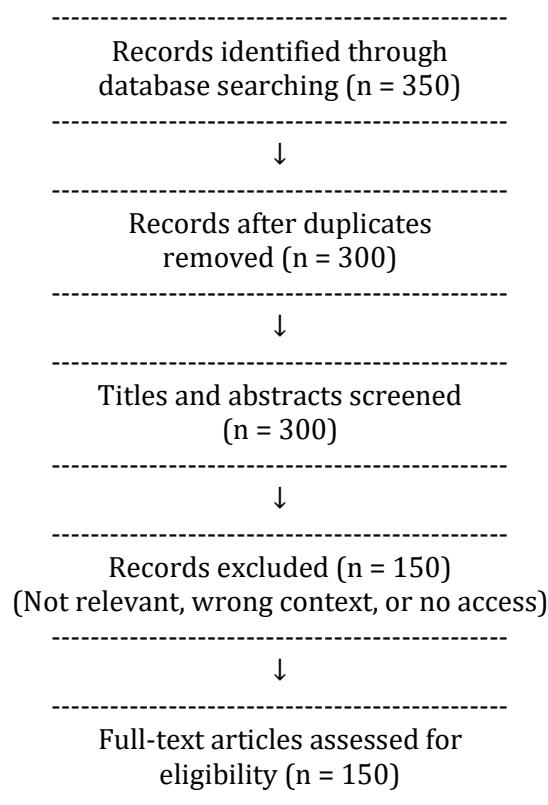 -----------------------------------------------
Records identified through
database searching (n = 350)
-----------------------------------------------
↓
-----------------------------------------------
Records after duplicates
removed (n = 300)
-----------------------------------------------
↓
-----------------------------------------------
Titles and abstracts screened
(n = 300)
-----------------------------------------------
↓
-----------------------------------------------
Records excluded (n = 150)
(Not relevant, wrong context, or no access)
-----------------------------------------------
↓
-----------------------------------------------
Full-text articles assessed for
eligibility (n = 150)